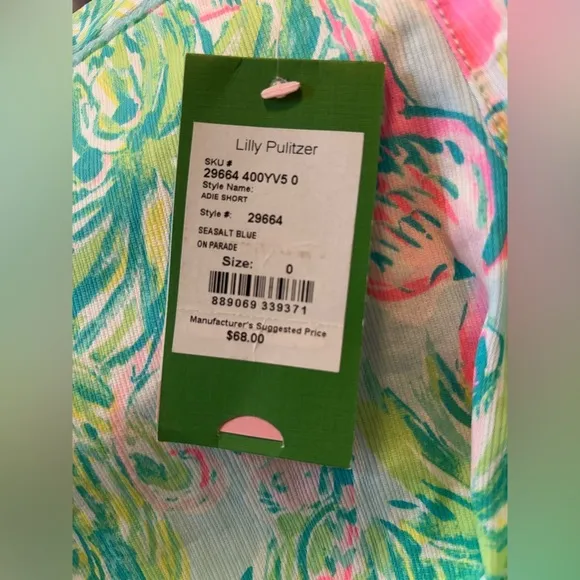 Lilly Pulitzer
SKU #
29664 400YV5 0
Style Name:
ADIE SHORT
Style #: 29664
SEASALT BLUE
ON PARADE
Size: 0
889069 339371
Manufacturer's Suggested Price
$68.00